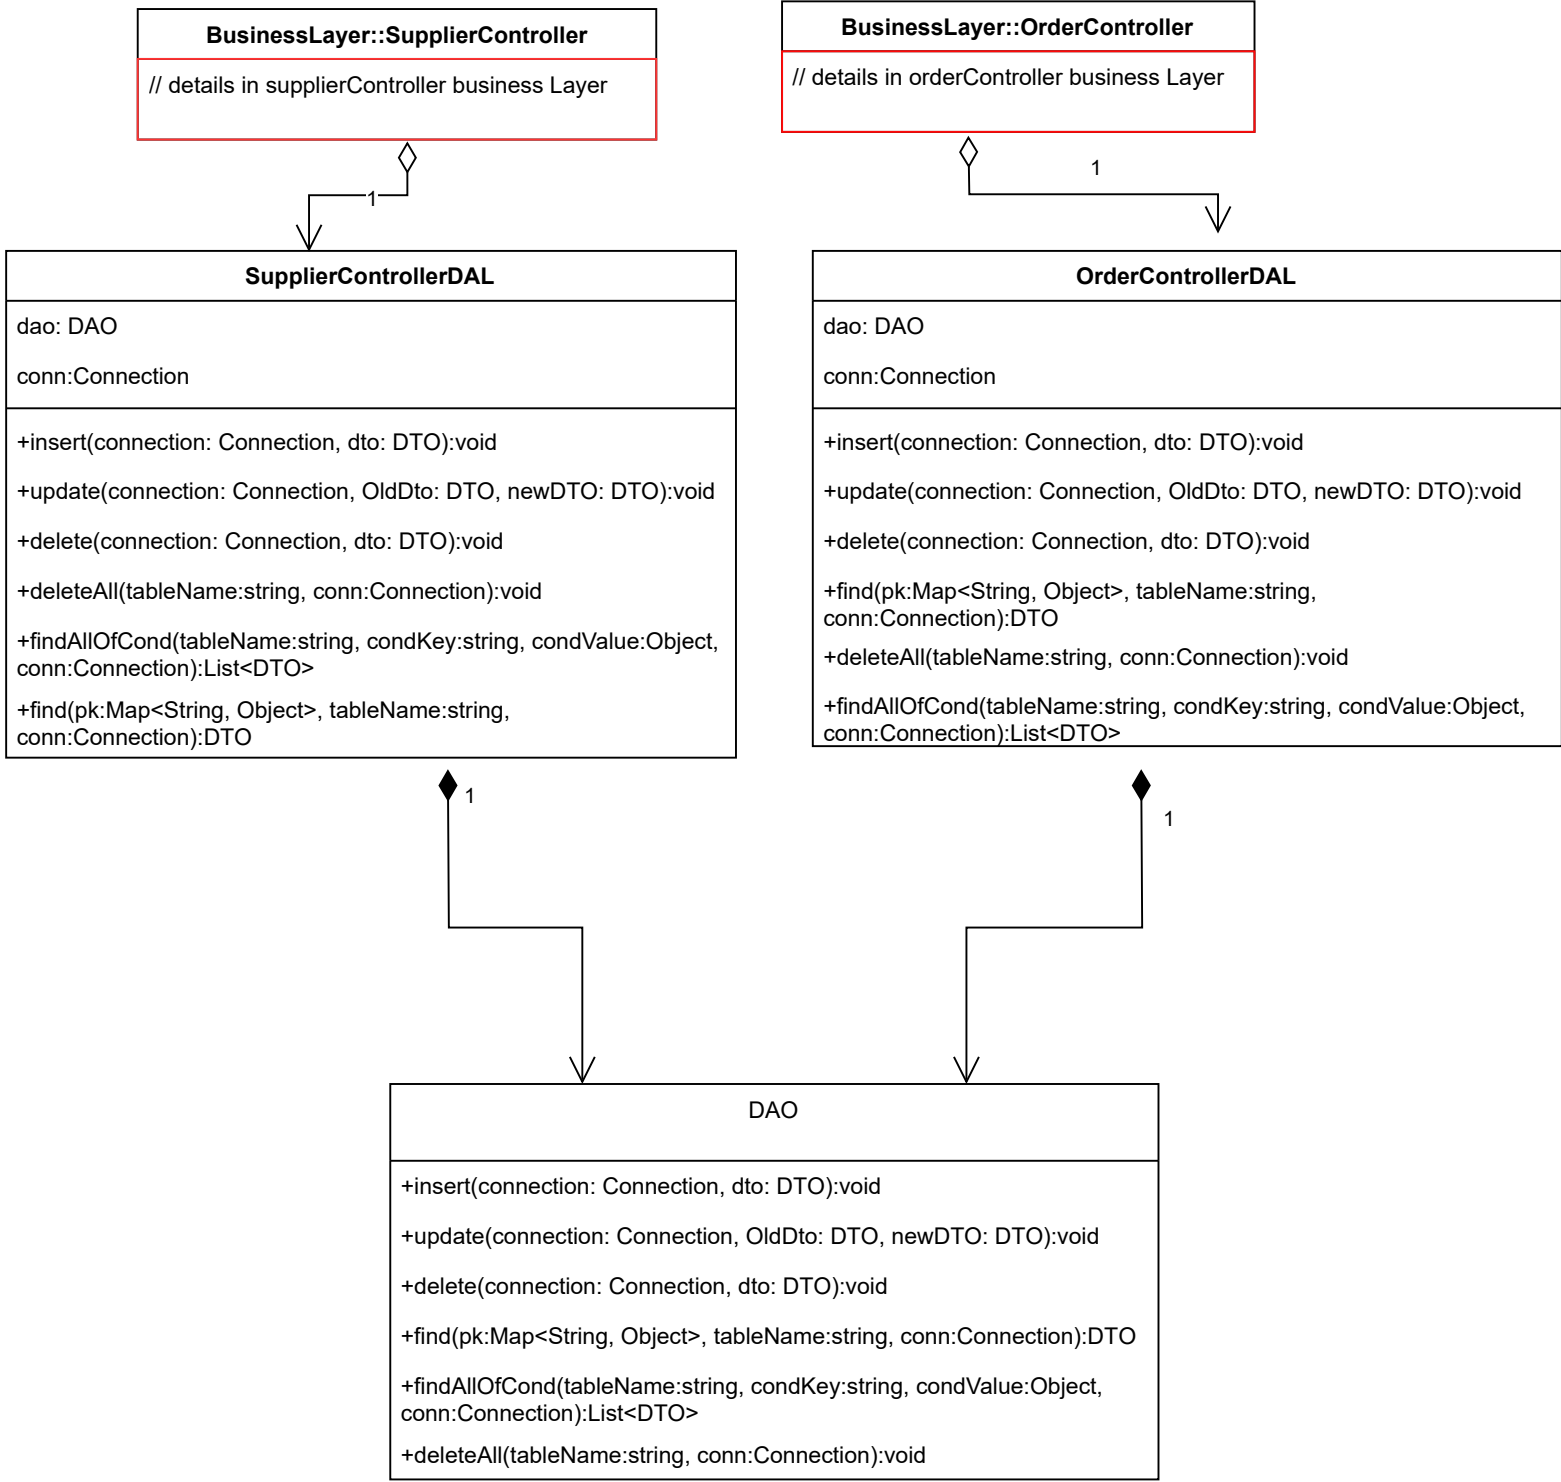 BusinessLayer::SupplierController
// details in supplierController business Layer
BusinessLayer::OrderController
// details in orderController business Layer
1
1
SupplierControllerDAL
dao: DAO
conn:Connection
+insert(connection: Connection, dto: DTO):void
+update(connection: Connection, OldDto: DTO, newDTO: DTO):void
+delete(connection: Connection, dto: DTO):void
+deleteAll(tableName:string, conn:Connection):void
+findAllOfCond(tableName:string, condKey:string, condValue:Object,
conn:Connection):List<DTO>
+find(pk:Map<String, Object>, tableName:string,
conn:Connection):DTO
OrderControllerDAL
dao: DAO
conn:Connection
+insert(connection: Connection, dto: DTO):void
+update(connection: Connection, OldDto: DTO, newDTO: DTO):void
+delete(connection: Connection, dto: DTO):void
+find(pk:Map<String, Object>, tableName:string,
conn:Connection):DTO
+deleteAll(tableName:string, conn:Connection):void
+findAllOfCond(tableName:string, condKey:string, condValue:Object,
conn:Connection):List<DTO>
1
1
DAO
+insert(connection: Connection, dto: DTO):void
+update(connection: Connection, OldDto: DTO, newDTO: DTO):void
+delete(connection: Connection, dto: DTO):void
+find(pk:Map<String, Object>, tableName:string, conn:Connection):DTO
+findAllOfCond(tableName:string, condKey:string, condValue:Object,
conn:Connection):List<DTO>
+deleteAll(tableName:string, conn:Connection):void